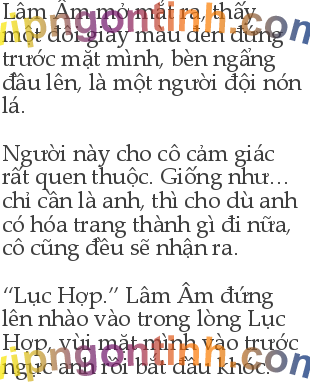 Lâm Âm mở mắt ra, thấy
một đôi giày màu đen đứng
trước mặt mình, bèn ngẩng
đầu lên, là một người đội nón
lá.
Người này cho cô cảm giác
rất quen thuộc. Giống như…
chỉ cần là anh, thì cho dù anh
có hóa trang thành gì đi nữa,
cô cũng đều sẽ nhận ra.
“Lục Hợp.” Lâm Âm đứng
lên nhào vào trong lòng Lục
Hợp, vùi mặt mình vào trước
ngực anh rồi bắt đầu khóc.
vipngontinh.com
vipngontinh.com